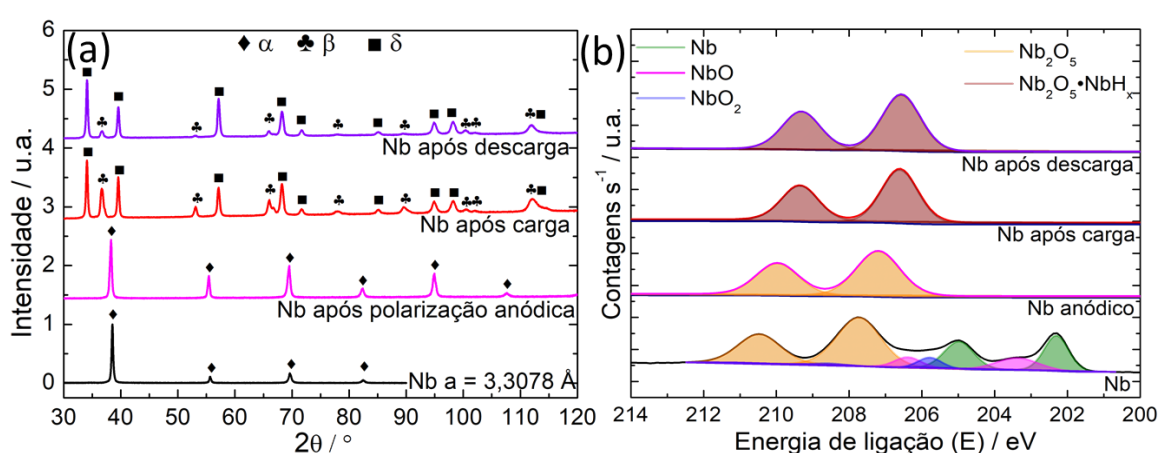 (a)
♦ α ♣ β ■ δ
Intensidade / u.a.
6
5
4
3
2
1
0
Nb após descarga
Nb após carga
Nb após polarização anódica
Nb a = 3,3078 Å
30 40 50 60 70 80 90 100 110 120
2θ / °
(b)
Nb
NbO
NbO₂
Nb₂O₅
Nb₂O₅•NbHₓ
Contagens s⁻¹ / u.a.
Nb após descarga
Nb após carga
Nb anódico
Nb
214 212 210 208 206 204 202 200
Energia de ligação (E) / eV